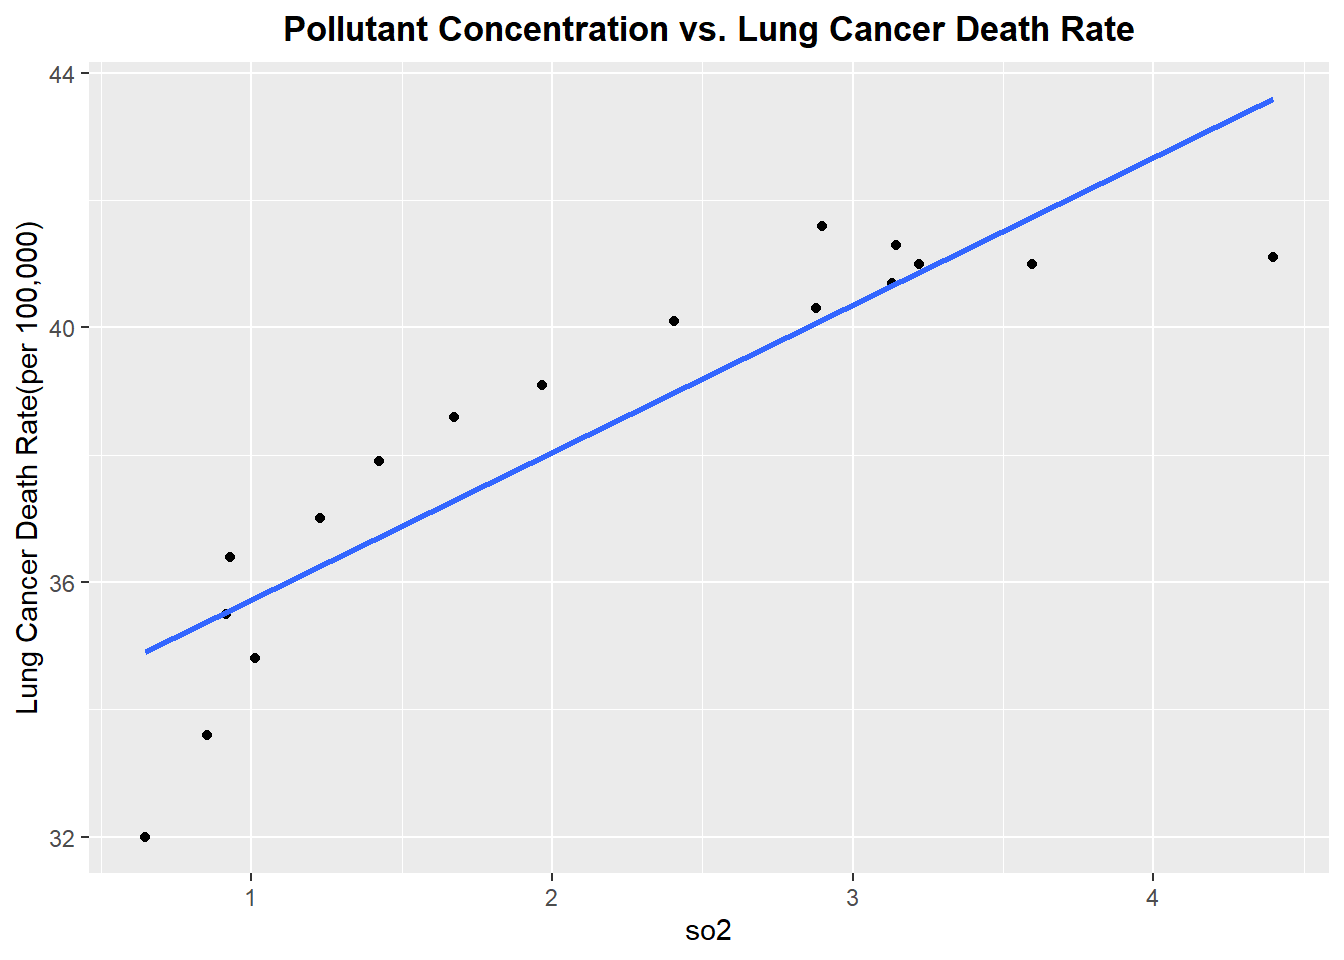 Pollutant Concentration vs. Lung Cancer Death Rate
Lung Cancer Death Rate(per 100,000)
44
40
36
32
1 2 3 4
so2